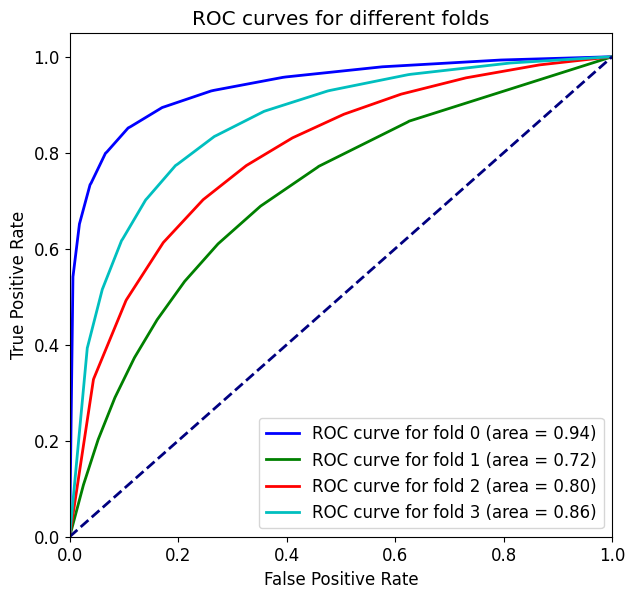 ROC curves for different folds
1.0
0.8
0.6
0.4
0.2
0.0
True Positive Rate
ROC curve for fold 0 (area = 0.94)
ROC curve for fold 1 (area = 0.72)
ROC curve for fold 2 (area = 0.80)
ROC curve for fold 3 (area = 0.86)
0.0 0.2 0.4 0.6 0.8 1.0
False Positive Rate